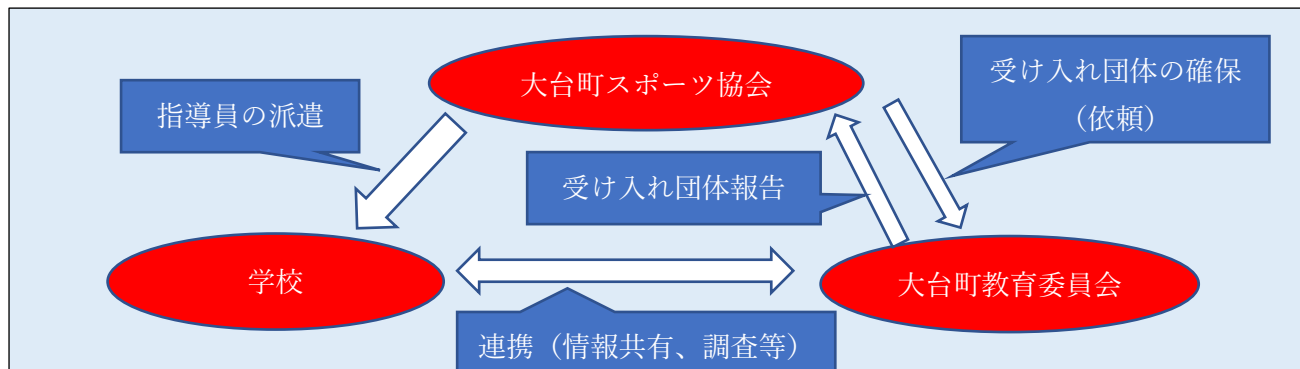 大台町スポーツ協会
受け入れ団体の確保
（依頼）
指導員の派遣
受け入れ団体報告
学校
大台町教育委員会
連携（情報共有、調査等）